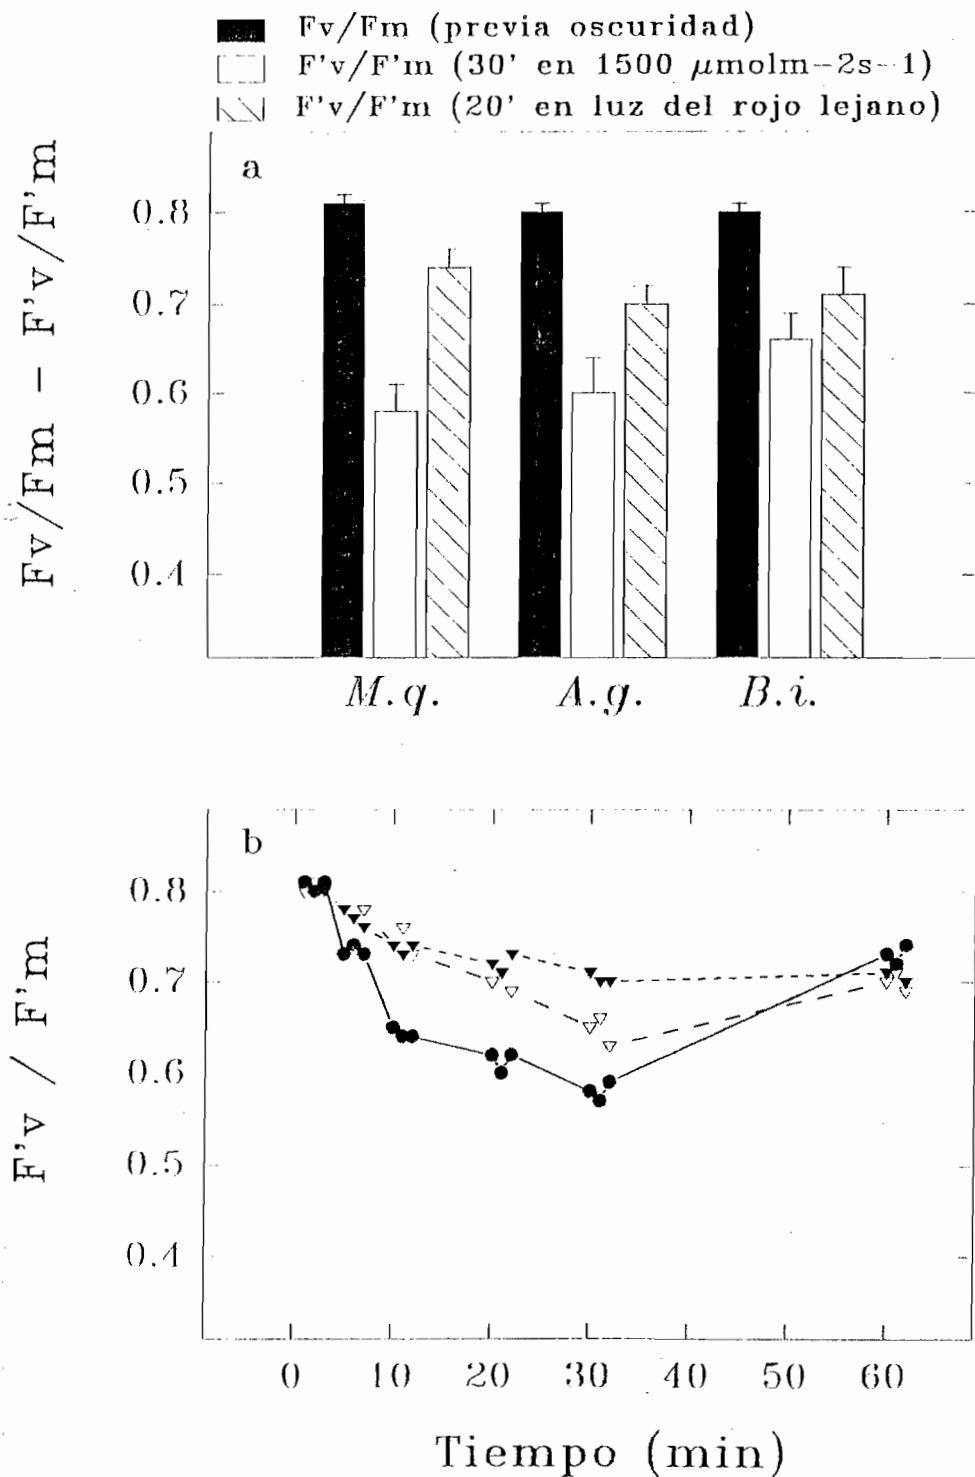 Fv/Fm (previa oscuridad)
F'v/F'm (30' en 1500 μmolm-2s-1)
F'v/F'm (20' en luz del rojo lejano)
a
Fv/Fm - F'v/F'm
0.8
0.7
0.6
0.5
0.4
M.q. A.g. B.i.
b
F'v / F'm
0.8
0.7
0.6
0.5
0.4
0 10 20 30 40 50 60
Tiempo (min)